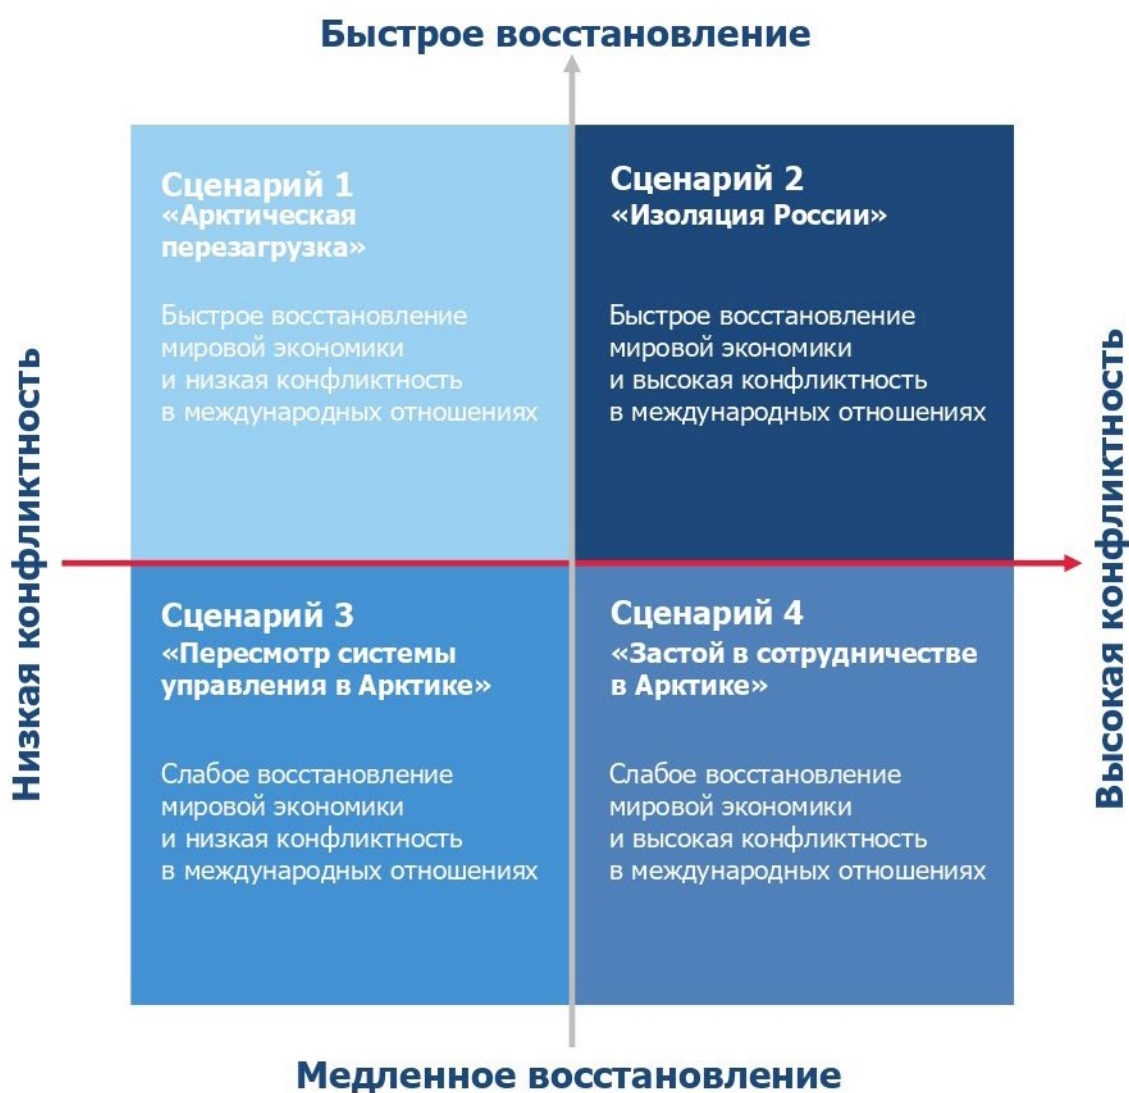 Быстрое восстановление
Сценарий 1
«Арктическая
перезагрузка»
Быстрое восстановление
мировой экономики
и низкая конфликтность
в международных отношениях
Сценарий 2
«Изоляция России»
Быстрое восстановление
мировой экономики
и высокая конфликтность
в международных отношениях
Низкая конфликтность
Высокая конфликтность
Сценарий 3
«Пересмотр системы
управления в Арктике»
Слабое восстановление
мировой экономики
и низкая конфликтность
в международных отношениях
Сценарий 4
«Застой в сотрудничестве
в Арктике»
Слабое восстановление
мировой экономики
и высокая конфликтность
в международных отношениях
Медленное восстановление